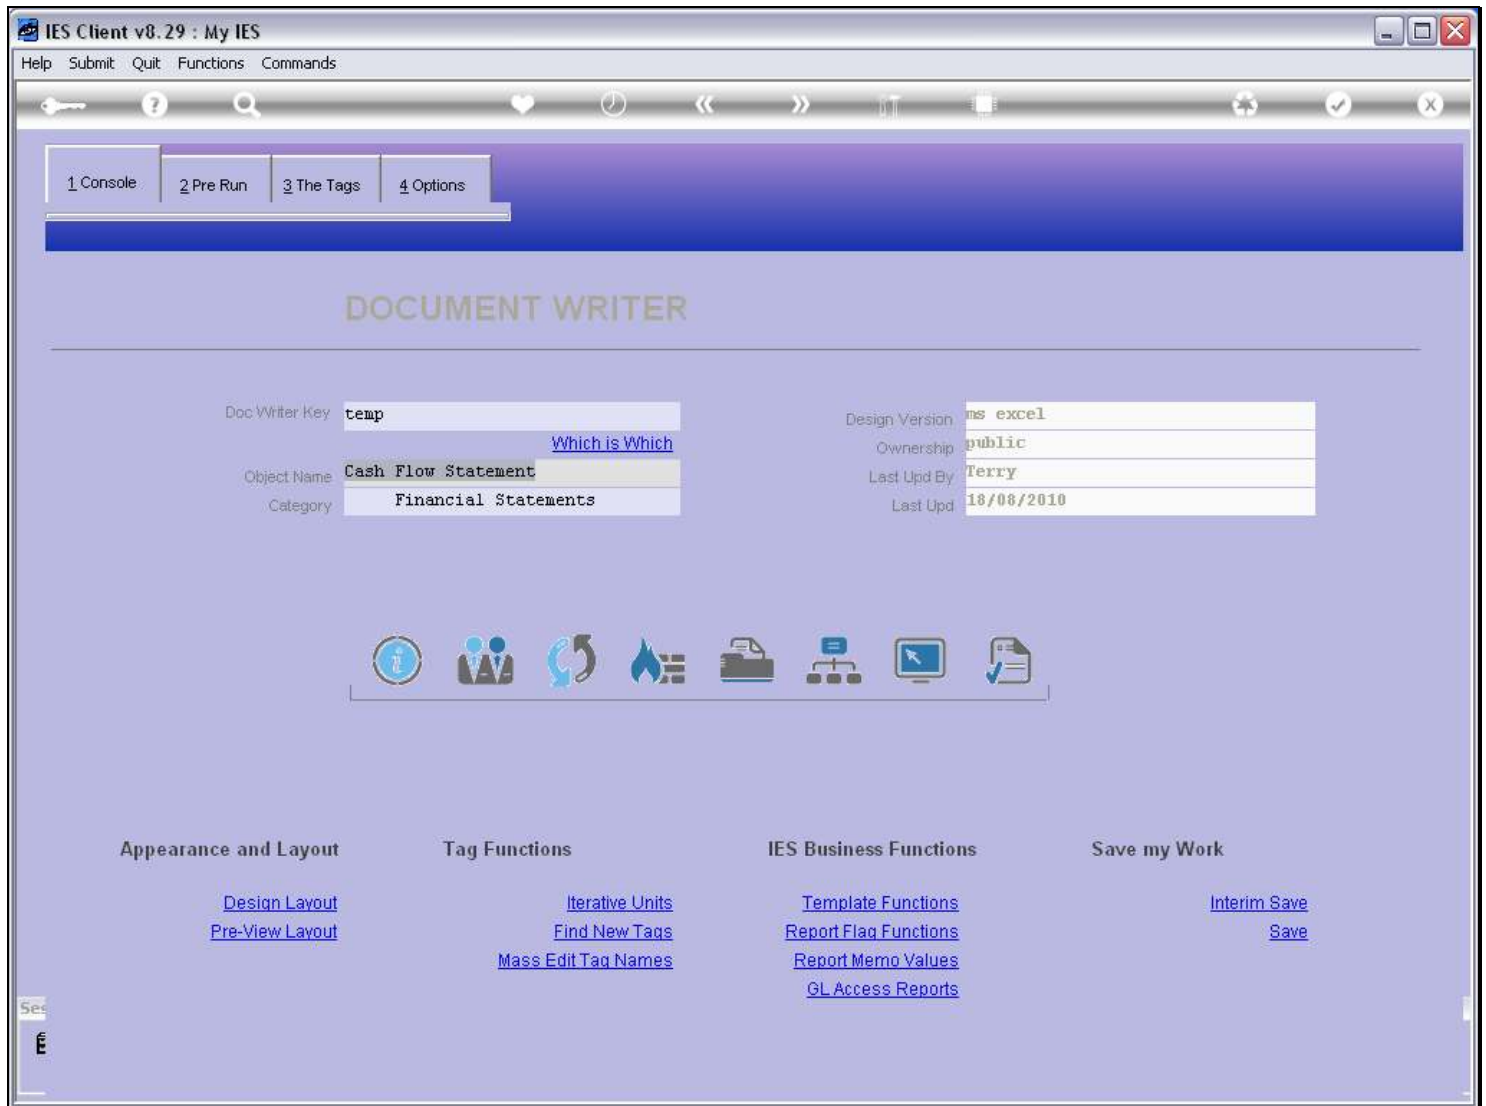 IES Client v8.29 : My IES
Help Submit Quit Functions Commands
1 Console 2 Pre Run 3 The Tags 4 Options
DOCUMENT WRITER
Doc Writer Key temp
Which is Which
Object Name Cash Flow Statement
Category Financial Statements
Design Version ms excel
Ownership public
Last Upd By Terry
Last Upd 18/08/2010
Appearance and Layout
Design Layout
Pre-View Layout
Tag Functions
Iterative Units
Find New Tags
Mass Edit Tag Names
IES Business Functions
Template Functions
Report Flag Functions
Report Memo Values
GL Access Reports
Save my Work
Interim Save
Save